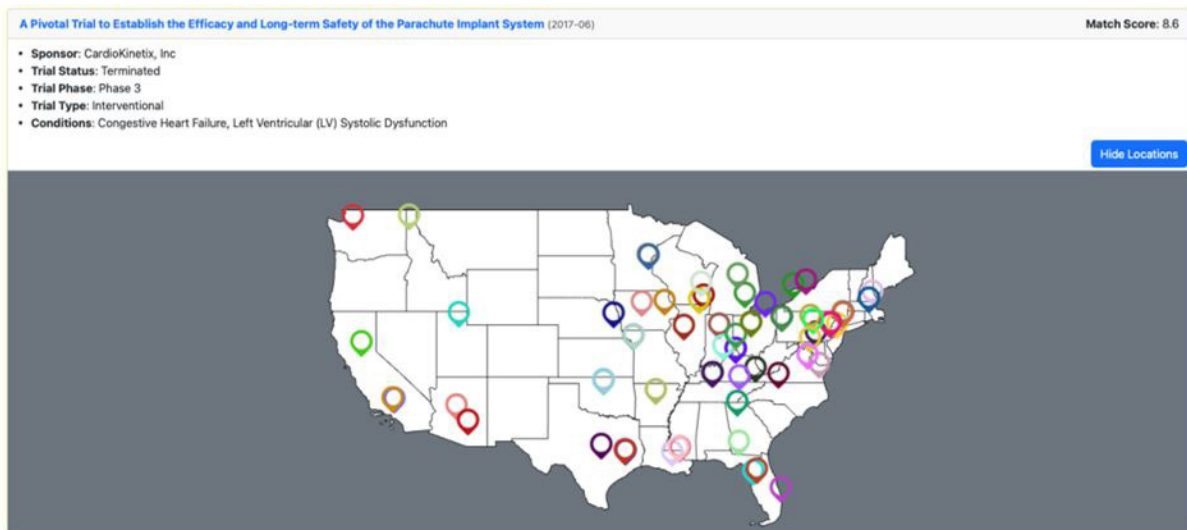 A Pivotal Trial to Establish the Efficacy and Long-term Safety of the Parachute Implant System (2017-06) Match Score: 8.6
• Sponsor: CardioKinetix, Inc
• Trial Status: Terminated
• Trial Phase: Phase 3
• Trial Type: Interventional
• Conditions: Congestive Heart Failure, Left Ventricular (LV) Systolic Dysfunction
Hide Locations